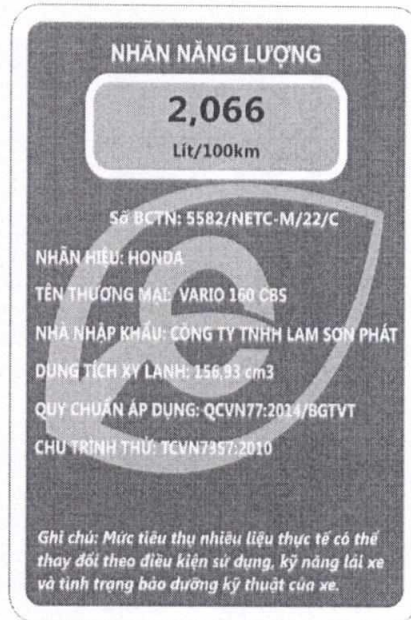 NHÃN NĂNG LƯỢNG
2,066
Lít/100km
Số BCTN: 5582/NETC-M/22/C
NHÃN HIỆU: HONDA
TÊN THƯƠNG MẠI: VARIO 160 CBS
NHÀ NHẬP KHẨU: CÔNG TY TNHH LAM SƠN PHÁT
DUNG TÍCH XY LANH: 156,93 cm3
QUY CHUẨN ÁP DỤNG: QCVN77:2014/BGTVT
CHU TRÌNH THỬ: TCVN7357:2010
Ghi chú: Mức tiêu thụ nhiêu liệu thực tế có thể
thay đổi theo điều kiện sử dụng, kỹ năng lái xe
và tình trạng bảo dưỡng kỹ thuật của xe.